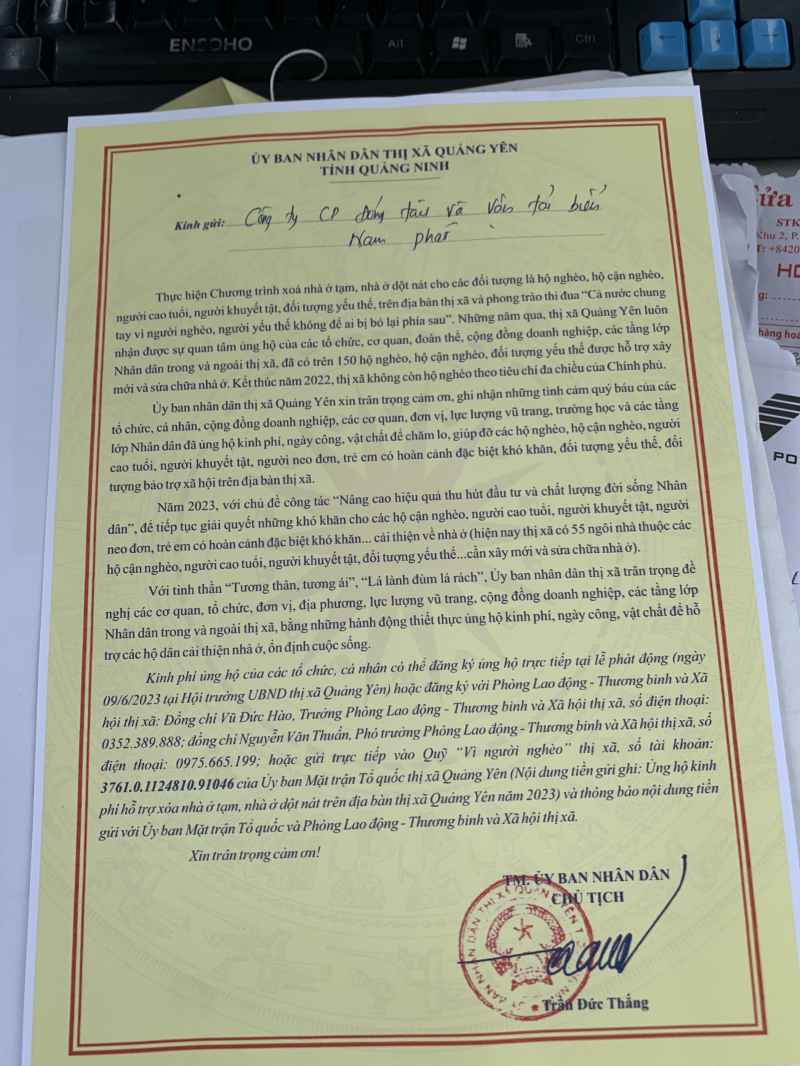 ENSOHO
Alt
Ctrl
ỦY BAN NHÂN DÂN THỊ XÃ QUẢNG YÊN
TỈNH QUẢNG NINH
Kính gửi: Công ty CP đóng tàu và vận tải biển
Nam phát
Thực hiện Chương trình xoá nhà ở tạm, nhà ở dột nát cho các đối tượng là hộ nghèo, hộ cận nghèo,
người cao tuổi, người khuyết tật, đối tượng yếu thế, trên địa bàn thị xã và phong trào thi đua “Cả nước chung
tay vì người nghèo, người yếu thế không để ai bị bỏ lại phía sau”. Những năm qua, thị xã Quảng Yên luôn
nhận được sự quan tâm ủng hộ của các tổ chức, cơ quan, đoàn thể, cộng đồng doanh nghiệp, các tầng lớp
Nhân dân trong và ngoài thị xã, đã có trên 150 hộ nghèo, hộ cận nghèo, đối tượng yếu thế được hỗ trợ xây
mới và sửa chữa nhà ở. Kết thúc năm 2022, thị xã không còn hộ nghèo theo tiêu chí đa chiều của Chính phủ.
Ủy ban nhân dân thị xã Quảng Yên xin trân trọng cảm ơn, ghi nhận những tình cảm quý báu của các
tổ chức, cá nhân, cộng đồng doanh nghiệp, các cơ quan, đơn vị, lực lượng vũ trang, trường học và các tầng
lớp Nhân dân đã ủng hộ kinh phí, ngày công, vật chất để chăm lo, giúp đỡ các hộ nghèo, hộ cận nghèo, người
cao tuổi, người khuyết tật, người neo đơn, trẻ em có hoàn cảnh đặc biệt khó khăn, đối tượng yếu thế, đối
tượng bảo trợ xã hội trên địa bàn thị xã.
Năm 2023, với chủ đề công tác “Nâng cao hiệu quả thu hút đầu tư và chất lượng đời sống Nhân
dân”, để tiếp tục giải quyết những khó khăn cho các hộ cận nghèo, người cao tuổi, người khuyết tật, người
neo đơn, trẻ em có hoàn cảnh đặc biệt khó khăn... cải thiện về nhà ở (hiện nay thị xã có 55 ngôi nhà thuộc các
hộ cận nghèo, người cao tuổi, người khuyết tật, đối tượng yếu thế...cần xây mới và sửa chữa nhà ở).
Với tinh thần “Tương thân, tương ái”, “Lá lành đùm lá rách”, Ủy ban nhân dân thị xã trân trọng đề
nghị các cơ quan, tổ chức, đơn vị, địa phương, lực lượng vũ trang, cộng đồng doanh nghiệp, các tầng lớp
Nhân dân trong và ngoài thị xã, bằng những hành động thiết thực ủng hộ kinh phí, ngày công, vật chất để hỗ
trợ các hộ dân cải thiện nhà ở, ổn định cuộc sống.
Kinh phí ủng hộ của các tổ chức, cá nhân có thể đăng ký ủng hộ trực tiếp tại lễ phát động (ngày
09/6/2023 tại Hội trường UBND thị xã Quảng Yên) hoặc đăng ký với Phòng Lao động - Thương binh và Xã
hội thị xã: Đồng chí Vũ Đức Hào, Trưởng Phòng Lao động - Thương binh và Xã hội thị xã, số điện thoại:
0352.389.888; đồng chí Nguyễn Văn Thuấn, Phó trưởng Phòng Lao động - Thương binh và Xã hội thị xã, số
điện thoại: 0975.665.199; hoặc gửi trực tiếp vào Quỹ “Vì người nghèo” thị xã, số tài khoản:
3761.0.1124810.91046 của Ủy ban Mặt trận Tổ quốc thị xã Quảng Yên (Nội dung tiền gửi ghi: Ủng hộ kinh
phí hỗ trợ xóa nhà ở tạm, nhà ở dột nát trên địa bàn thị xã Quảng Yên năm 2023) và thông báo nội dung tiền
gửi với Ủy ban Mặt trận Tổ quốc và Phòng Lao động - Thương binh và Xã hội thị xã.
Xin trân trọng cảm ơn!
TM. ỦY BAN NHÂN DÂN
CHỦ TỊCH
Trần Đức Thắng
STK
Khu 2, P.
T: +8420
PO